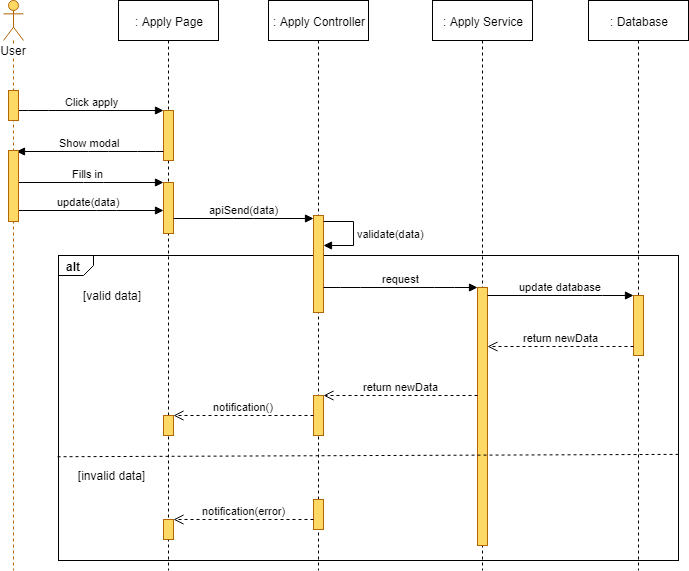 : Apply Page
: Apply Controller
: Apply Service
: Database
User
Click apply
Show modal
Fills in
update(data)
apiSend(data)
validate(data)
alt
request
[valid data]
update database
return newData
return newData
notification()
[invalid data]
notification(error)